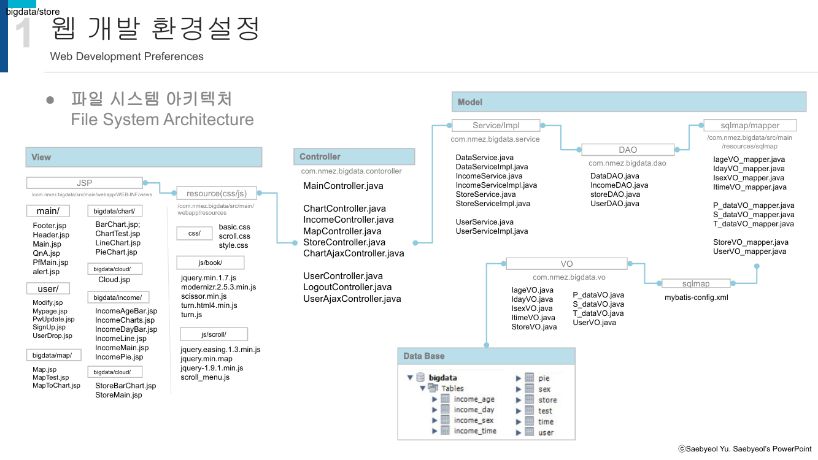 bigdata/store
1
웹 개발 환경설정
Web Development Preferences
● 파일 시스템 아키텍처
File System Architecture
View
JSP
main/
Footer.jsp
Header.jsp
Main.jsp
QnA.jsp
PfMain.jsp
alert.jsp
user/
Modify.jsp
Mypage.jsp
PwUpdate.jsp
SignUp.jsp
UserDrop.jsp
bigdata/map/
Map.jsp
MapTest.jsp
MapToChart.jsp
bigdata/chart/
BarChart.jsp;
ChartTest.jsp
LineChart.jsp
PieChart.jsp
bigdata/cloud/
Cloud.jsp
bigdata/income/
IncomeAgeBar.jsp
IncomeCharts.jsp
IncomeDayBar.jsp
IncomeLine.jsp
IncomeMain.jsp
IncomePie.jsp
bigdata/cloud/
StoreBarChart.jsp
StoreMain.jsp
resource(css/js)
/com.nmez.bigdata/src/main/
webapp/resources
css/
basic.css
scroll.css
style.css
js/book/
jquery.min.1.7.js
modernizr.2.5.3.min.js
scissor.min.js
turn.html4.min.js
turn.js
js/scroll/
jquery.easing.1.3.min.js
jquery.min.map
jquery-1.9.1.min.js
scroll_menu.js
Controller
com.nmez.bigdata.contoroller
MainController.java
ChartController.java
IncomeController.java
MapController.java
StoreController.java
ChartAjaxController.java
UserController.java
LogoutController.java
UserAjaxController.java
Model
Service/Impl
com.nmez.bigdata.service
DataService.java
DataServiceImpl.java
IncomeService.java
IncomeServiceImpl.java
StoreService.java
StoreServiceImpl.java
UserService.java
UserServiceImpl.java
DAO
com.nmez.bigdata.dao
DataDAO.java
IncomeDAO.java
storeDAO.java
UserDAO.java
sqlmap/mapper
/com.nmez.bigdata/src/main
/resources/sqlmap
IageVO_mapper.java
IdayVO_mapper.java
IsexVO_mapper.java
ItimeVO_mapper.java
P_dataVO_mapper.java
S_dataVO_mapper.java
T_dataVO_mapper.java
StoreVO_mapper.java
UserVO_mapper.java
VO
com.nmez.bigdata.vo
IageVO.java
IdayVO.java
IsexVO.java
ItimeVO.java
StoreVO.java
P_dataVO.java
S_dataVO.java
T_dataVO.java
UserVO.java
sqlmap
mybatis-config.xml
Data Base
bigdata
Tables
income_age
income_day
income_sex
income_time
pie
sex
store
test
time
user
ⓒSaebyeol Yu. Saebyeol's PowerPoint